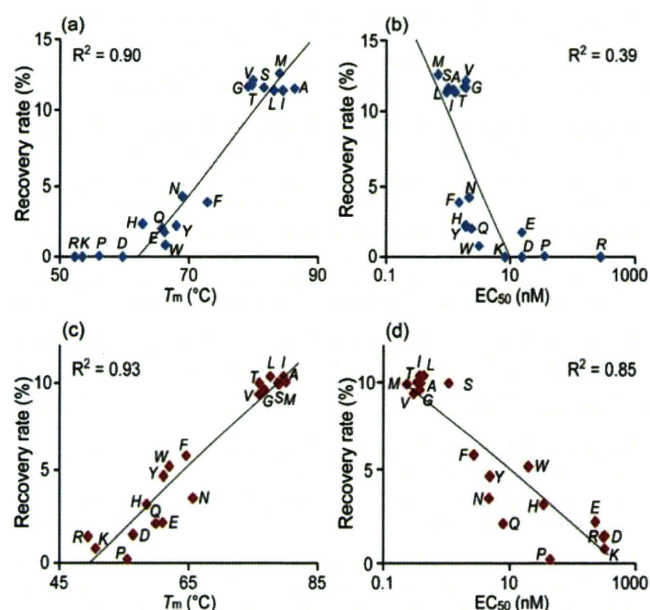 (a)
R² = 0.90
Recovery rate (%)
15
10
5
0
M
V S
G
T L I A
N
F
H Q Y
E W
R K P D
50 70 90
Tm (°C)
(b)
R² = 0.39
Recovery rate (%)
15
10
5
0
M S A V
G
L I T
N
F
H
Y Q E
W
K D P R
0.1 10 1000
EC50 (nM)
(c)
R² = 0.93
Recovery rate (%)
15
10
5
0
L I
T A
V G S M
W F
Y
H N
Q
R K D E
P
45 65 85
Tm (°C)
(d)
R² = 0.85
Recovery rate (%)
15
10
5
0
I L
T
M A S
V G
F W
Y
N H
Q E
R D
P K
0.1 10 1000
EC50 (nM)